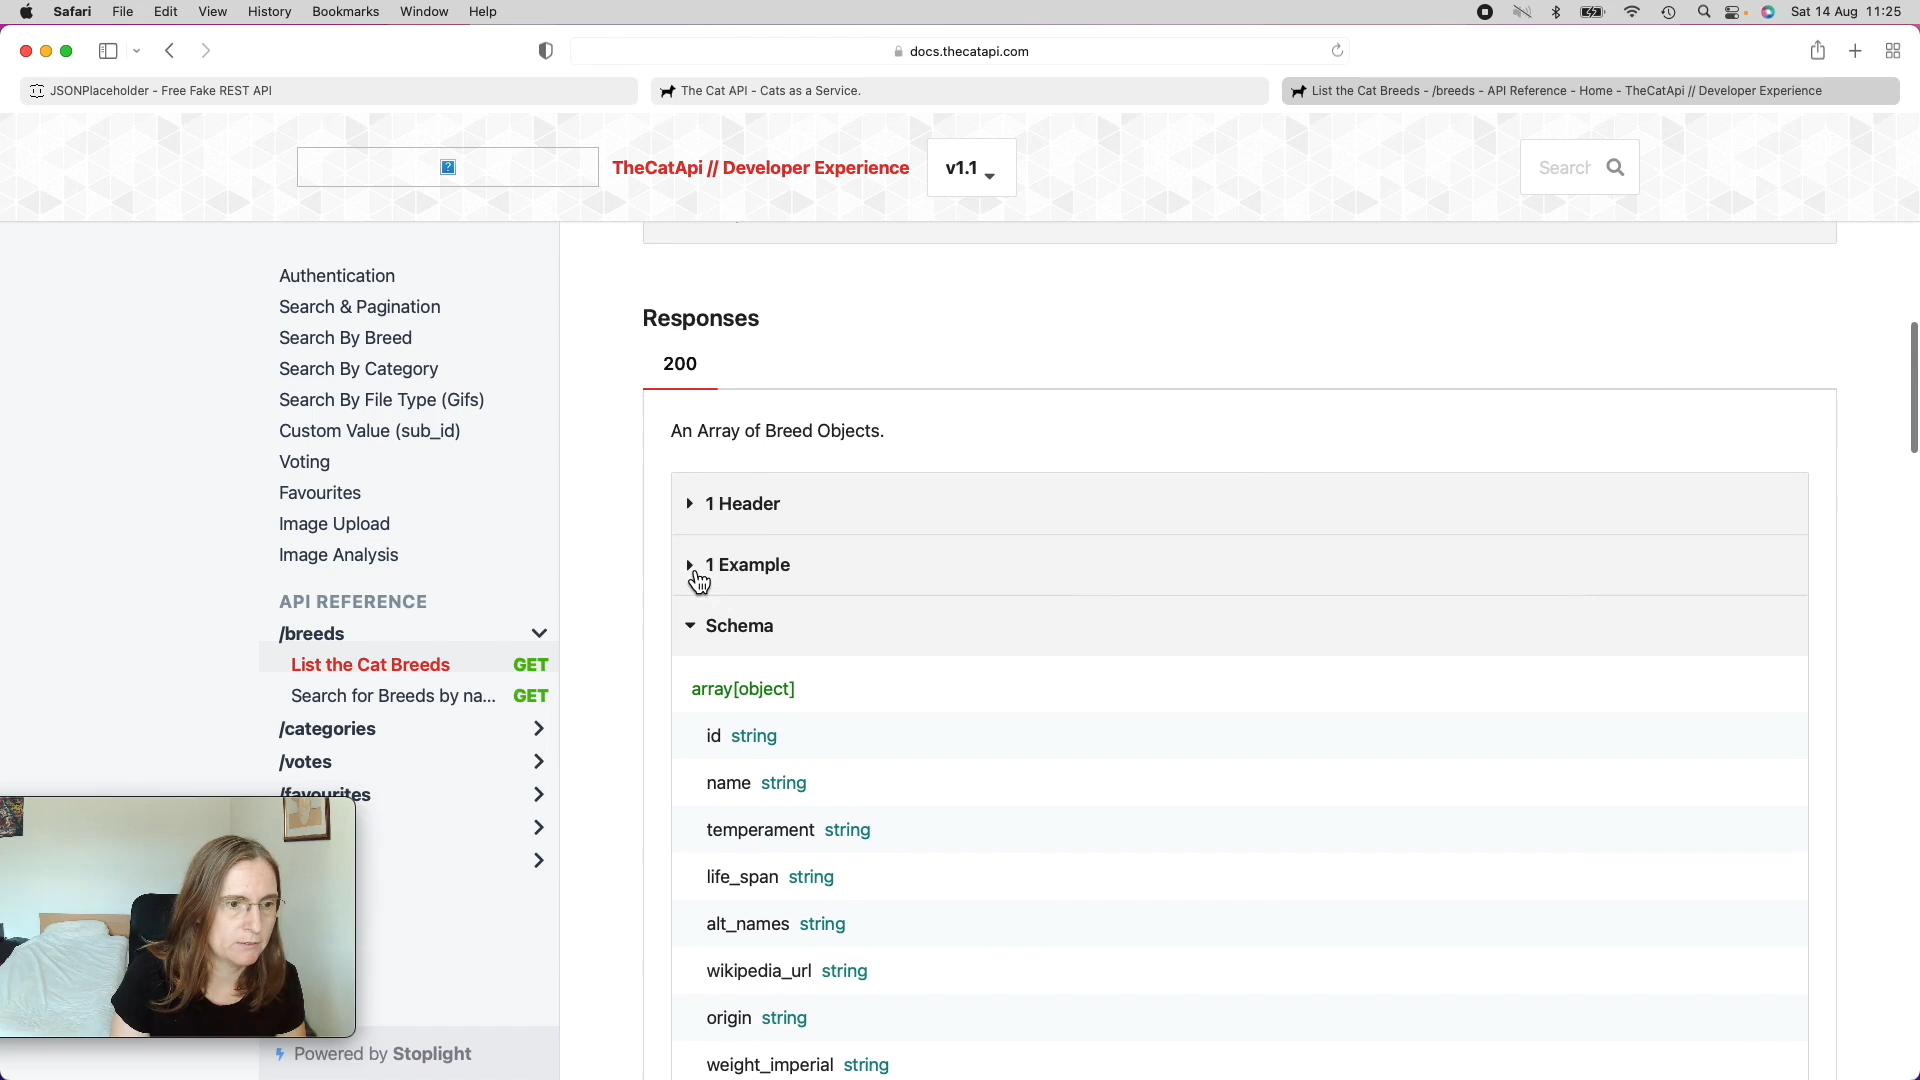 Safari File Edit View History Bookmarks Window Help Sat 14 Aug 11:25
docs.thecatapi.com
JSONPlaceholder - Free Fake REST API
The Cat API - Cats as a Service.
List the Cat Breeds - /breeds - API Reference - Home - TheCatApi // Developer Experience
TheCatApi // Developer Experience
v1.1
Search
Authentication
Search & Pagination
Search By Breed
Search By Category
Search By File Type (Gifs)
Custom Value (sub_id)
Voting
Favourites
Image Upload
Image Analysis
API REFERENCE
/breeds
List the Cat Breeds GET
Search for Breeds by na... GET
/categories
/votes
/favourites
Powered by Stoplight
Responses
200
An Array of Breed Objects.
1 Header
1 Example
Schema
array[object]
id string
name string
temperament string
life_span string
alt_names string
wikipedia_url string
origin string
weight_imperial string